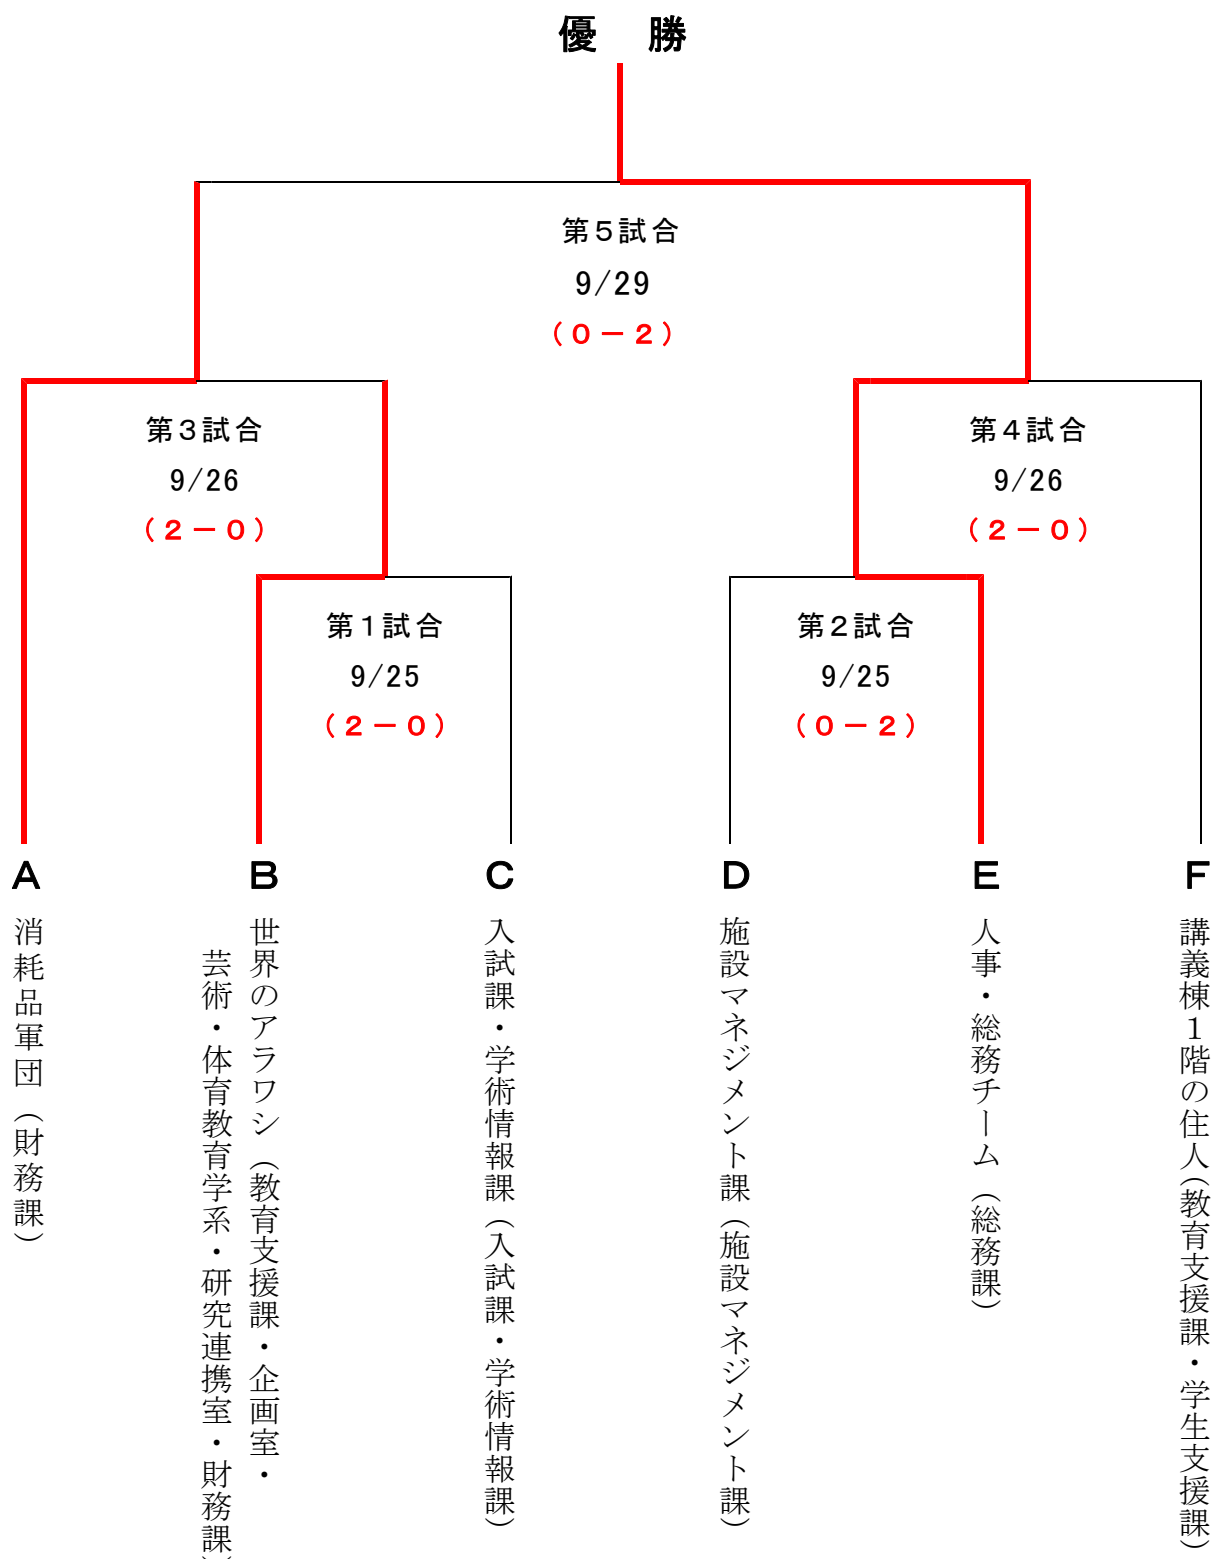 優 勝
第5試合
9/29
(0－2)
第3試合
9/26
(2－0)
第4試合
9/26
(2－0)
第1試合
9/25
(2－0)
第2試合
9/25
(0－2)
A
消耗品軍団(財務課)
B
世界のアラワシ(教育支援課・企画室・
芸術・体育教育学系・研究連携室・財務課)
C
入試課・学術情報課(入試課・学術情報課)
D
施設マネジメント課(施設マネジメント課)
E
人事・総務チーム(総務課)
F
講義棟1階の住人(教育支援課・学生支援課)